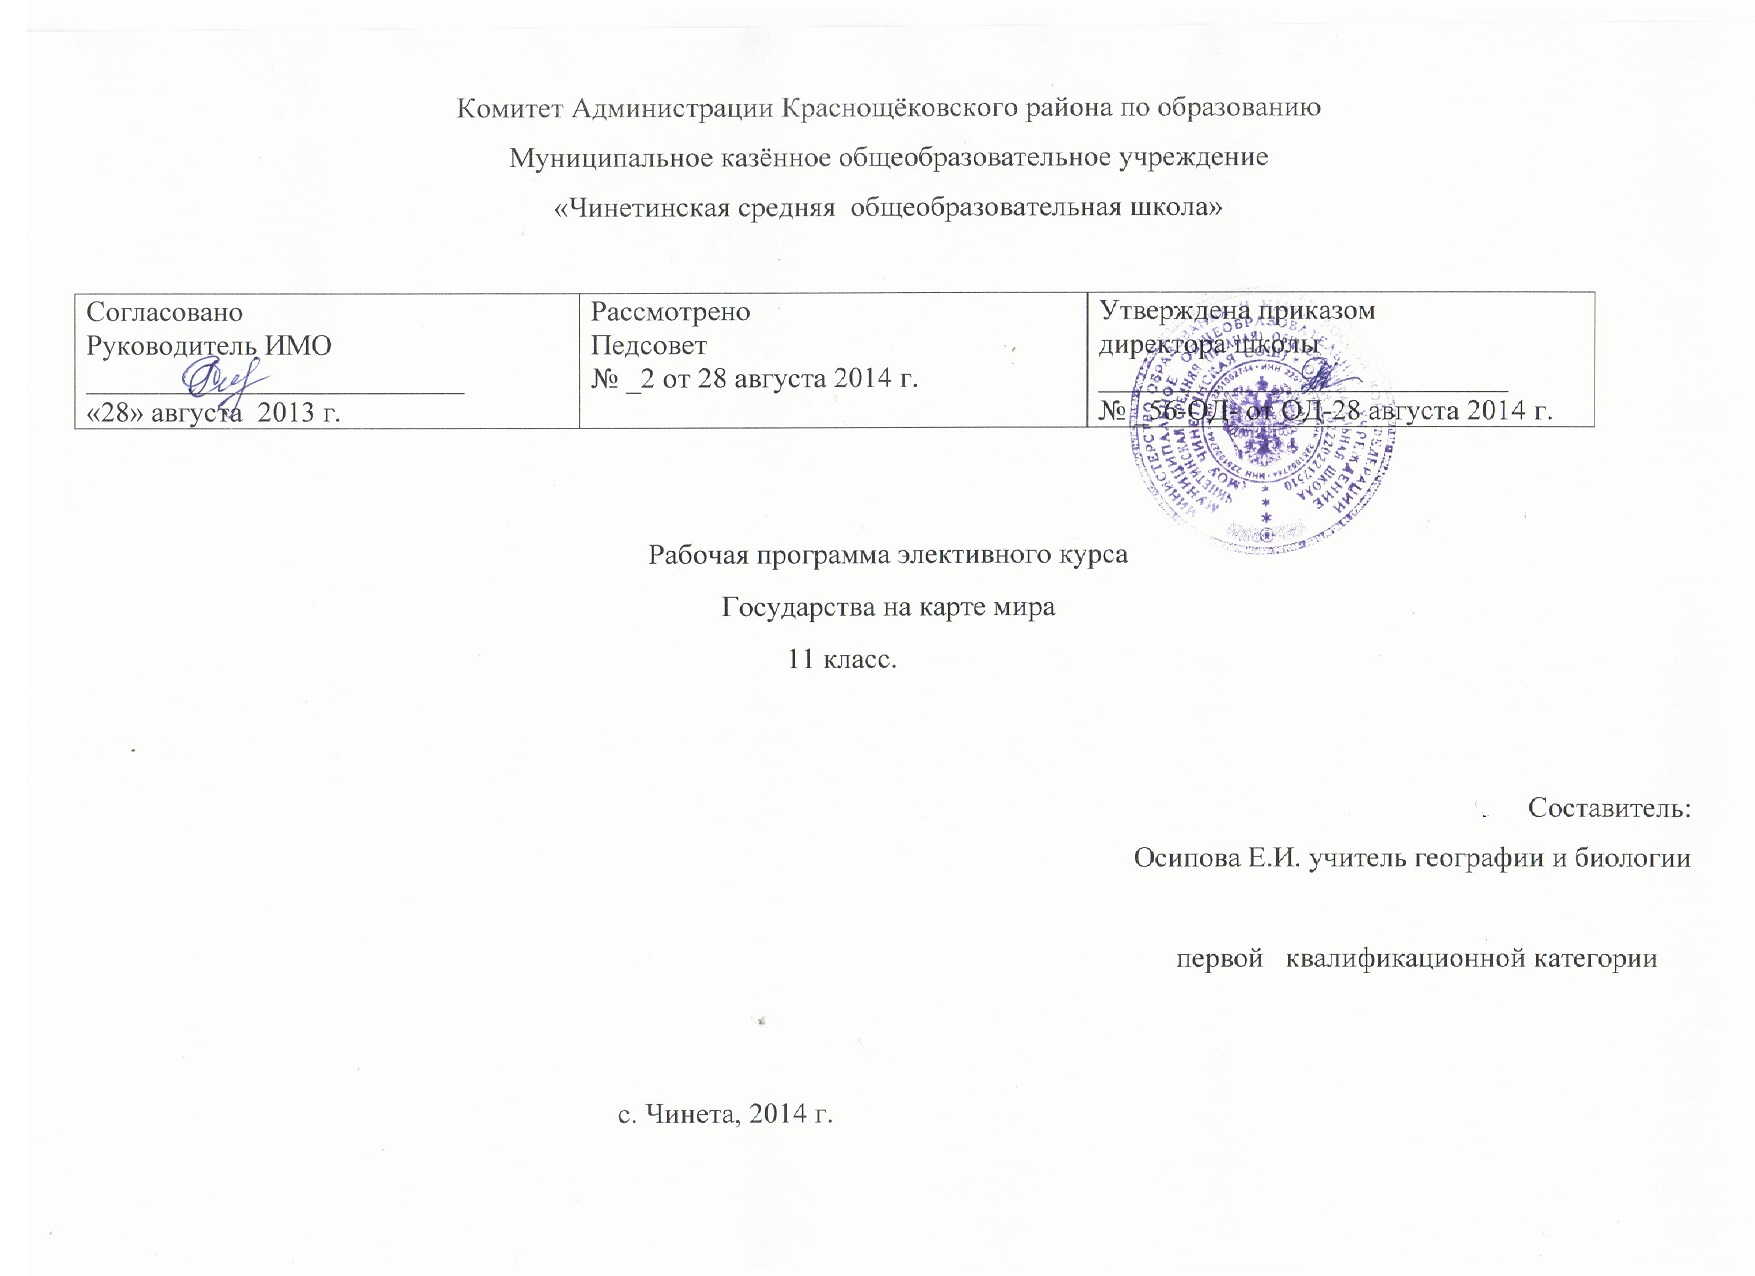 Комитет Администрации Краснощёковского района по образованию
Муниципальное казённое общеобразовательное учреждение
«Чинетинская средняя  общеобразовательная школа»
Согласовано
Руководитель ИМО
«28» августа  2013 г.
Рассмотрено
Педсовет
№ _2 от 28 августа 2014 г.
Утверждена приказом
директора школы
№ _56-ОД- от ОД-28 августа 2014 г.
Рабочая программа элективного курса
Государства на карте мира
11 класс.
Составитель:
Осипова Е.И. учитель географии и биологии
первой   квалификационной категории
с. Чинета, 2014 г.